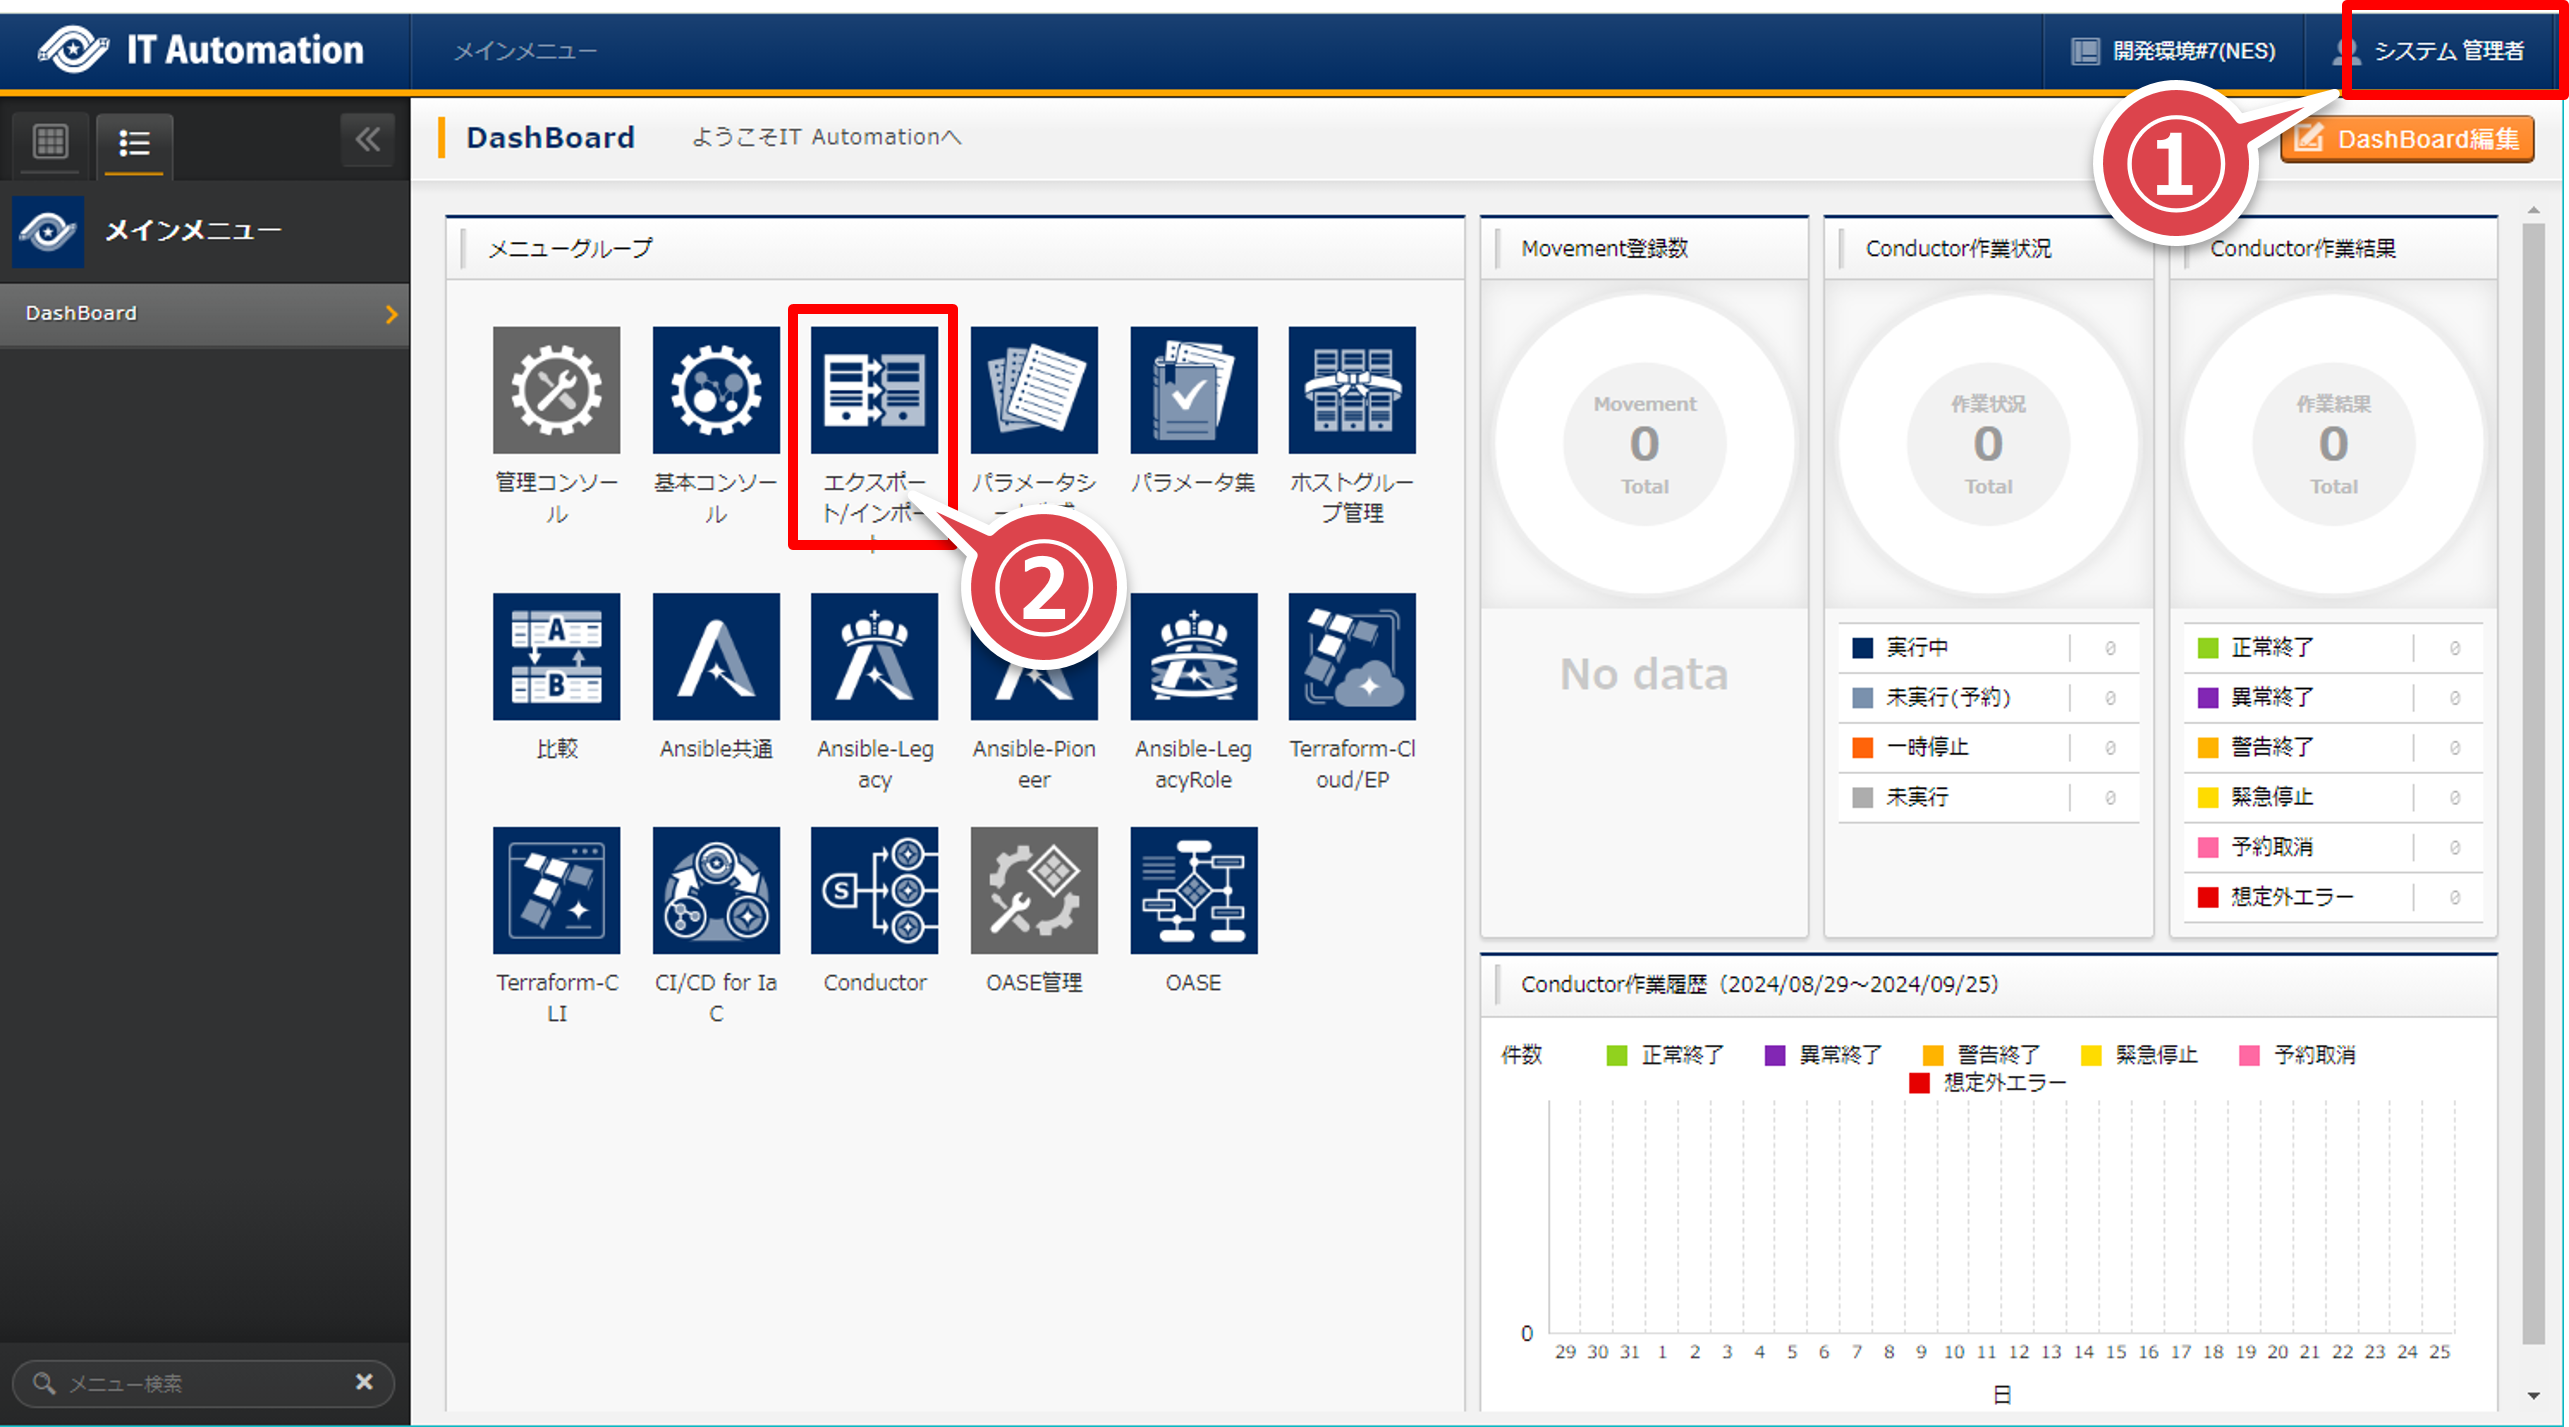 IT Automation
メインメニュー
開発環境#7(NES)
システム 管理者
①
DashBoard
ようこそIT Automationへ
DashBoard編集
メインメニュー
DashBoard
メニューグループ
管理コンソー
ル
基本コンソー
ル
エクスポー
ト/インポー
ト
パラメータシ
パラメータ集
ホストグルー
プ管理
②
A
B
比較
Ansible共通
Ansible-Leg
acy
Ansible-Pion
eer
Ansible-Leg
acyRole
Terraform-Cl
oud/EP
Terraform-C
LI
CI/CD for Ia
C
S
Conductor
OASE管理
OASE
Movement登録数
Movement
0
Total
No data
Conductor作業状況
作業状況
0
Total
実行中 0
未実行(予約) 0
一時停止 0
未実行 0
Conductor作業結果
作業結果
0
Total
正常終了 0
異常終了 0
警告終了 0
緊急停止 0
予約取消 0
想定外エラー 0
Conductor作業履歴（2024/08/29～2024/09/25）
件数 正常終了 異常終了 警告終了 緊急停止 予約取消
想定外エラー
0
29 30 31 1 2 3 4 5 6 7 8 9 10 11 12 13 14 15 16 17 18 19 20 21 22 23 24 25
日
メニュー検索